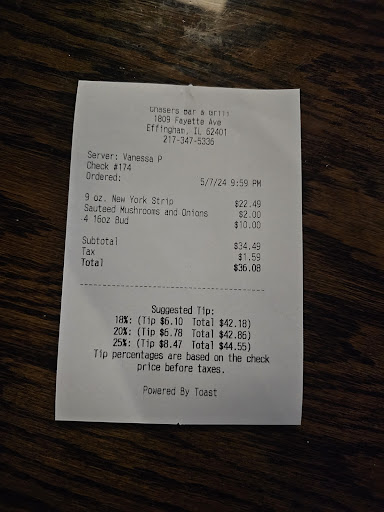 Chasers Bar & Grill
1809 Fayette Ave
Effingham, IL 62401
217-347-5335
Server: Vanessa P
Check #174
Ordered: 5/7/24 9:59 PM
9 oz. New York Strip $22.49
Sauteed Mushrooms and Onions $2.00
4 16oz Bud $10.00
Subtotal $34.49
Tax $1.59
Total $36.08
Suggested Tip:
18%: (Tip $6.10 Total $42.18)
20%: (Tip $6.78 Total $42.86)
25%: (Tip $8.47 Total $44.55)
Tip percentages are based on the check
price before taxes.
Powered By Toast